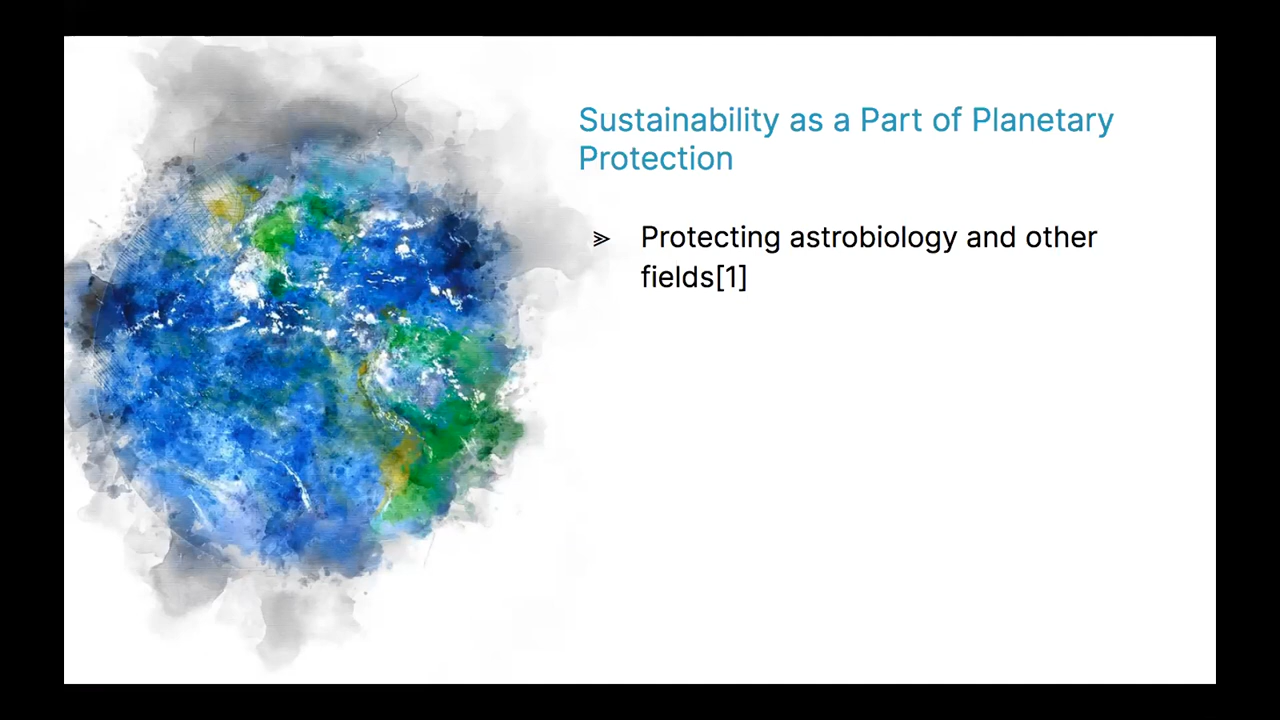 Sustainability as a Part of Planetary
Protection
⪢ Protecting astrobiology and other
fields[1]